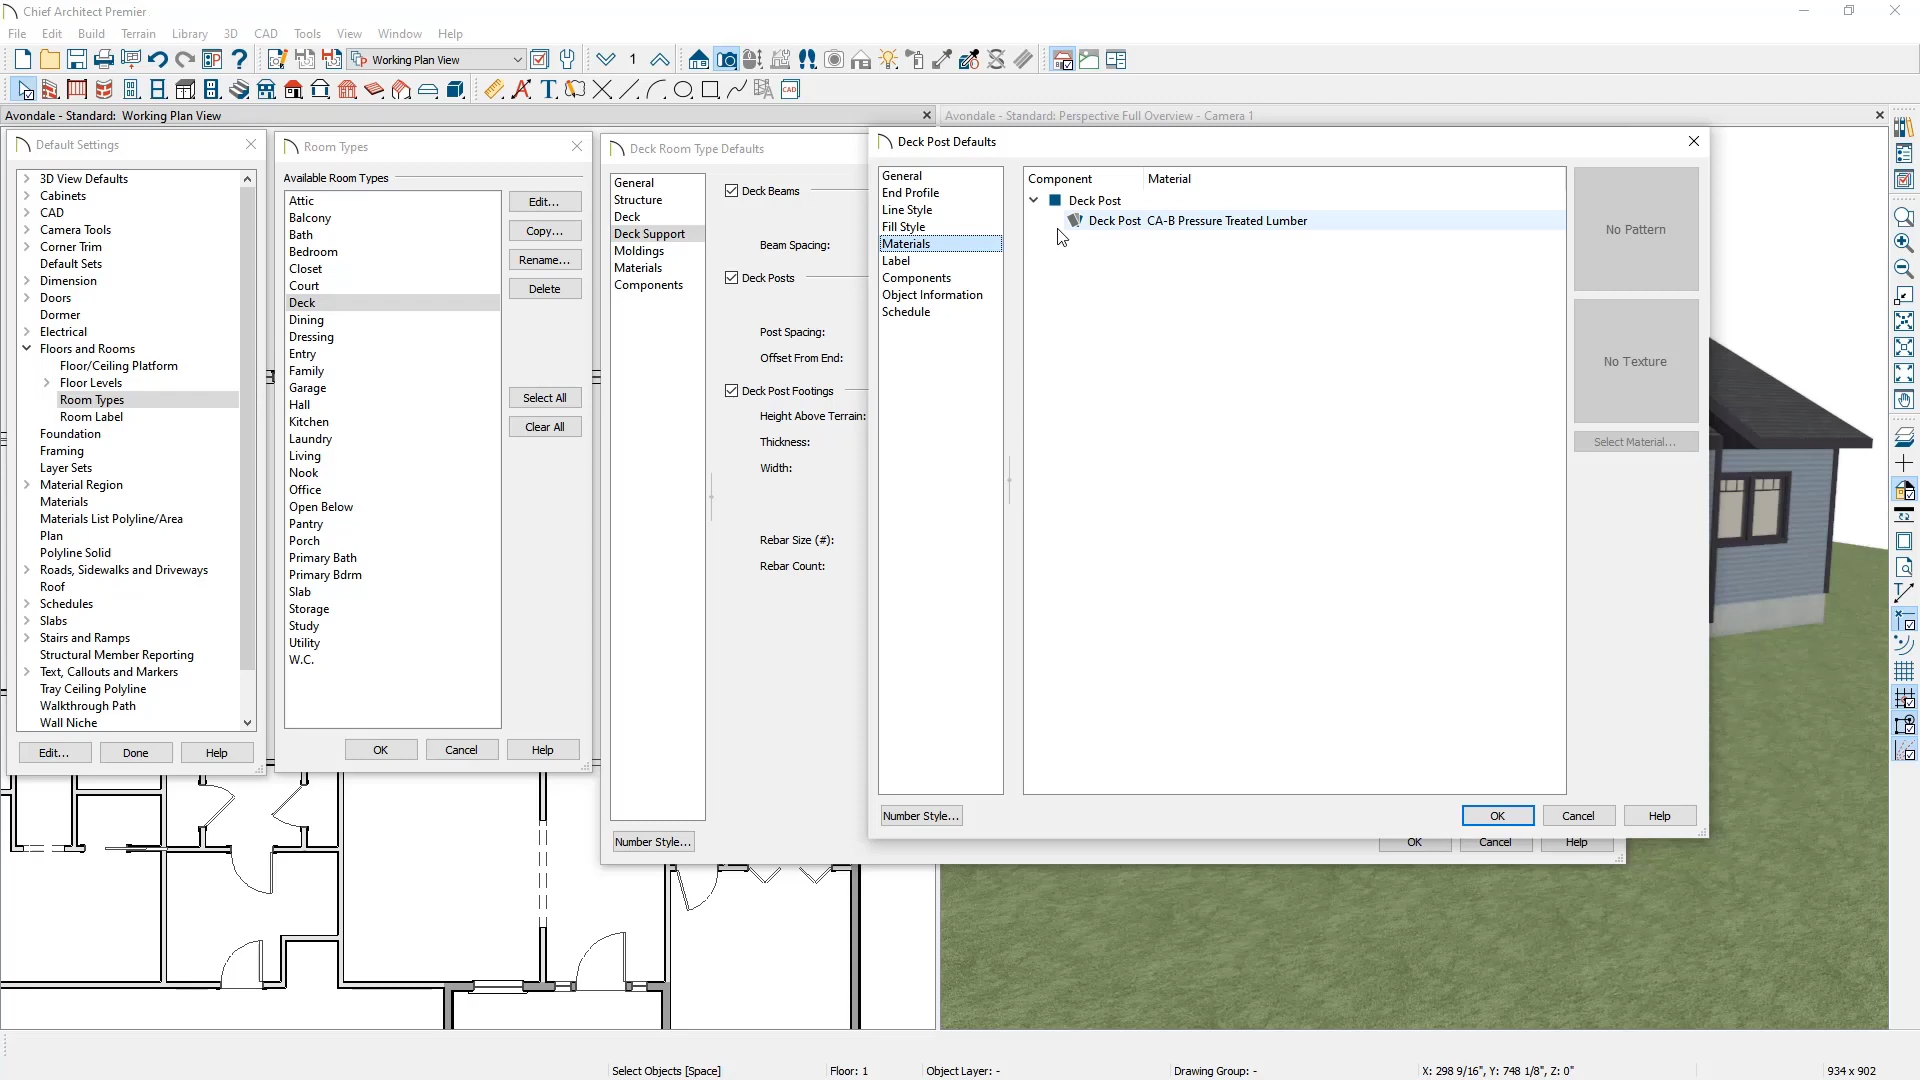 Chief Architect Premier
File Edit Build Terrain Library 3D CAD Tools View Window Help
Working Plan View
1
CAD
Avondale - Standard: Working Plan View
Avondale - Standard: Perspective Full Overview - Camera 1
Default Settings
3D View Defaults
Cabinets
CAD
Camera Tools
Corner Trim
Default Sets
Dimension
Doors
Dormer
Electrical
Floors and Rooms
Floor/Ceiling Platform
Floor Levels
Room Types
Room Label
Foundation
Framing
Layer Sets
Material Region
Materials
Materials List Polyline/Area
Plan
Polyline Solid
Roads, Sidewalks and Driveways
Roof
Schedules
Slabs
Stairs and Ramps
Structural Member Reporting
Text, Callouts and Markers
Tray Ceiling Polyline
Walkthrough Path
Wall Niche
Edit... Done Help
Room Types
Available Room Types
Attic
Balcony
Bath
Bedroom
Closet
Court
Deck
Dining
Dressing
Entry
Family
Garage
Hall
Kitchen
Laundry
Living
Nook
Office
Open Below
Pantry
Porch
Primary Bath
Primary Bdrm
Slab
Storage
Study
Utility
W.C.
Edit...
Copy...
Rename...
Delete
Select All
Clear All
OK Cancel Help
Deck Room Type Defaults
General
Structure
Deck
Deck Support
Moldings
Materials
Components
Deck Beams
Beam Spacing:
Deck Posts
Post Spacing:
Offset From End:
Deck Post Footings
Height Above Terrain:
Thickness:
Width:
Rebar Size (#):
Rebar Count:
Number Style...
OK Cancel Help
Deck Post Defaults
General
End Profile
Line Style
Fill Style
Materials
Label
Components
Object Information
Schedule
Component Material
Deck Post
Deck Post CA-B Pressure Treated Lumber
No Pattern
No Texture
Select Material...
Number Style...
OK Cancel Help
Select Objects [Space] Floor: 1 Object Layer: - Drawing Group: - X: 298 9/16", Y: 748 1/8", Z: 0" 934 x 902